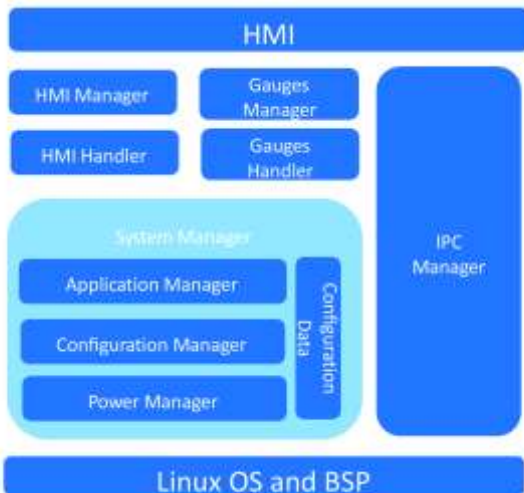 HMI
HMI Manager
Gauges
Manager
HMI Handler
Gauges
Handler
IPC
Manager
System Manager
Application Manager
Configuration Manager
Power Manager
Configuration
Data
Linux OS and BSP